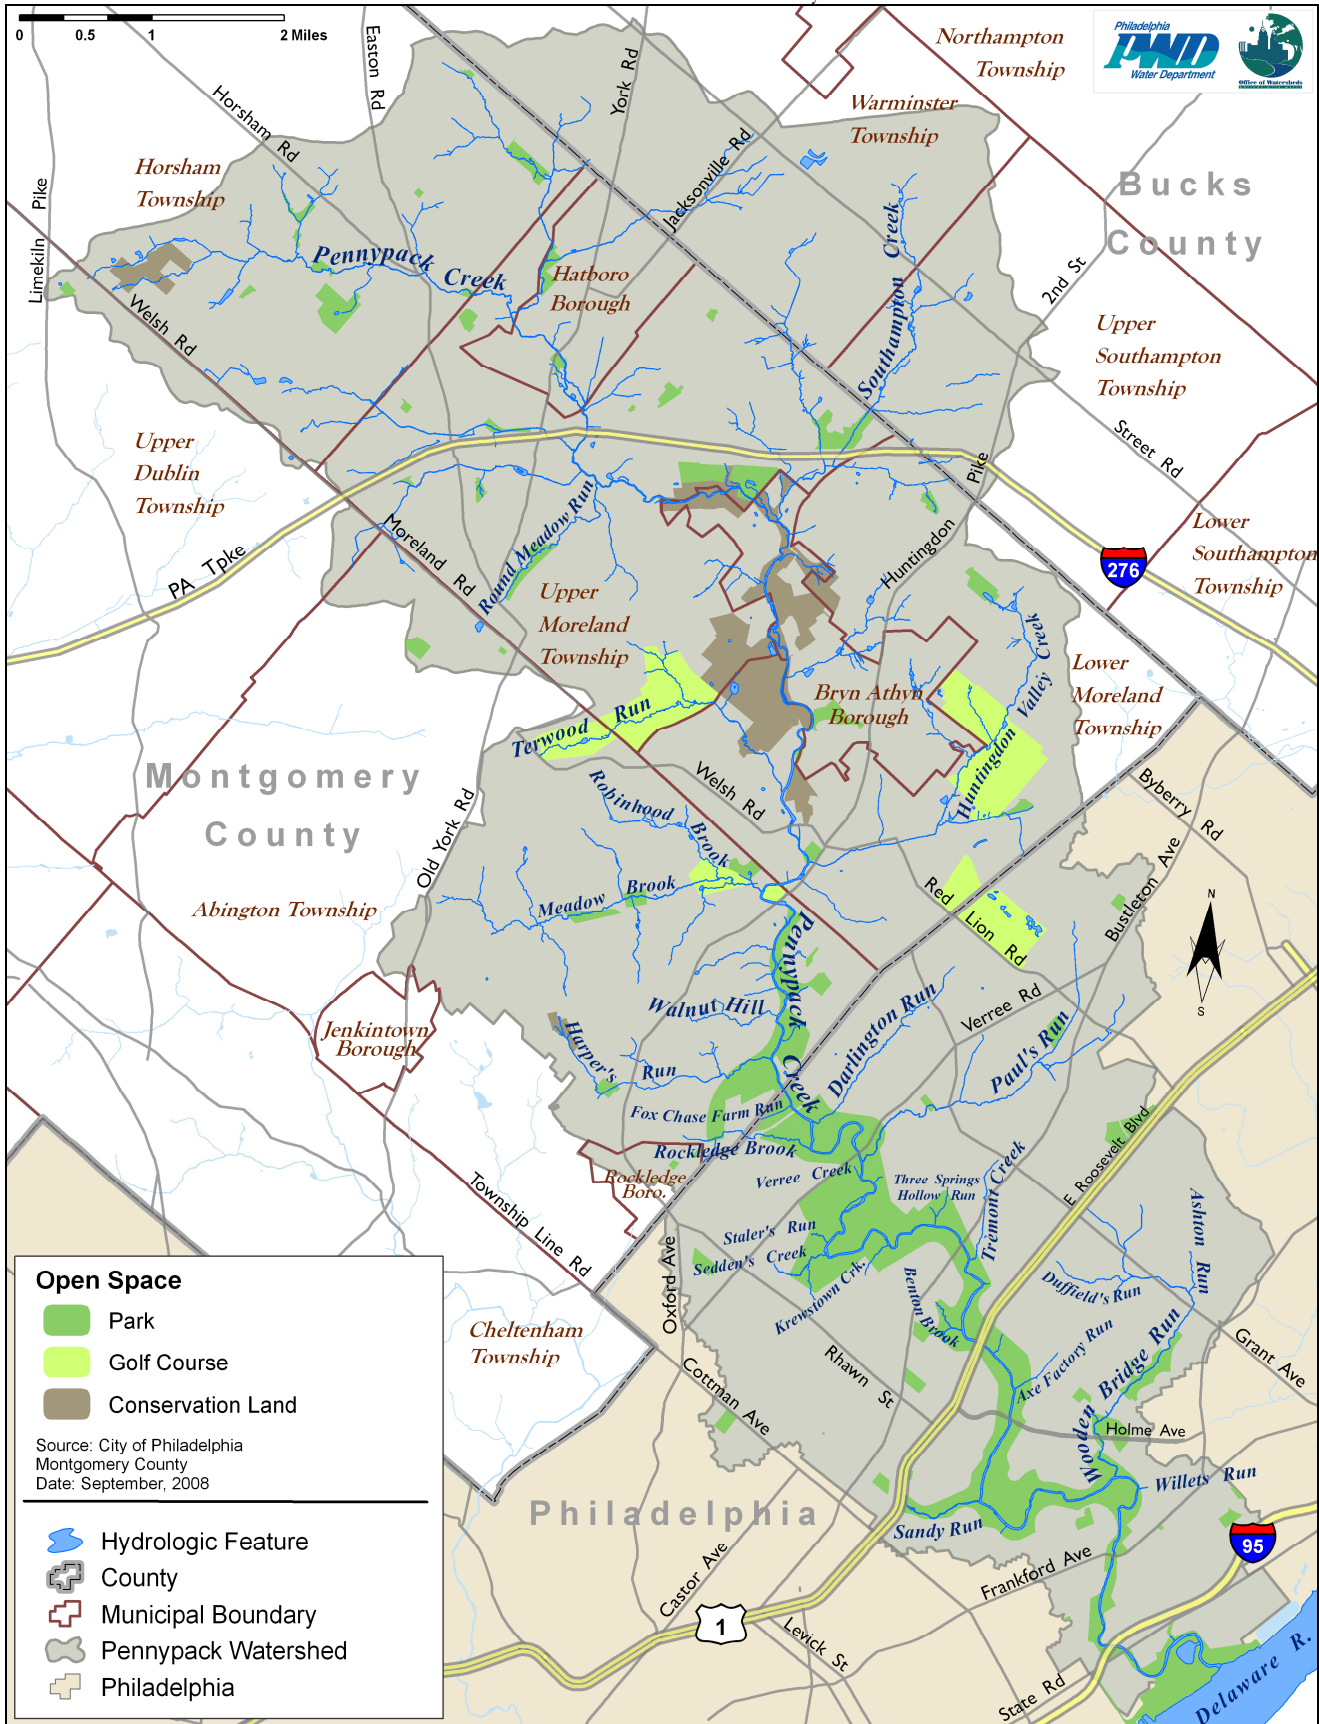 0 0.5 1 2 Miles
Philadelphia
PWD
Water Department
Office of Watersheds
Northampton
Township
Warminster
Township
Easton Rd
York Rd
Horsham Rd
Jacksonville Rd
Horsham
Township
Limekiln Pike
Bucks
County
Pennypack Creek
Hatboro
Borough
Southampton Creek
2nd St
Welsh Rd
Upper
Southampton
Township
Street Rd
Upper
Dublin
Township
Pike
Huntingdon
Lower
Southampton
Township
276
PA Tpke
Moreland Rd
Round Meadow Run
Upper
Moreland
Township
Huntingdon Valley Creek
Lower
Moreland
Township
Bryn Athyn
Borough
Terwood Run
Montgomery
County
Welsh Rd
Robinhood Brook
Old York Rd
Byberry Rd
Meadow Brook
Abington Township
Red Lion Rd
Bustleton Ave
N
S
Pennypack Creek
Walnut Hill
Darlington Run
Verree Rd
Paul's Run
Jenkintown
Borough
Harper's Run
Fox Chase Farm Run
Rockledge Brook
Rockledge
Boro.
Verree Creek
Three Springs
Hollow Run
Tremont Creek
E Roosevelt Blvd
Ashton Run
Township Line Rd
Staler's Run
Sedden's Creek
Krewstown Crk.
Benton Brook
Duffield's Run
Oxford Ave
Cheltenham
Township
Cottman Ave
Rhawn St
Axe Factory Run
Wooden Bridge Run
Grant Ave
Holme Ave
Willets Run
Philadelphia
Sandy Run
Frankford Ave
95
Castor Ave
1
Levick St
State Rd
Delaware R.
Open Space
Park
Golf Course
Conservation Land
Source: City of Philadelphia
Montgomery County
Date: September, 2008
Hydrologic Feature
County
Municipal Boundary
Pennypack Watershed
Philadelphia